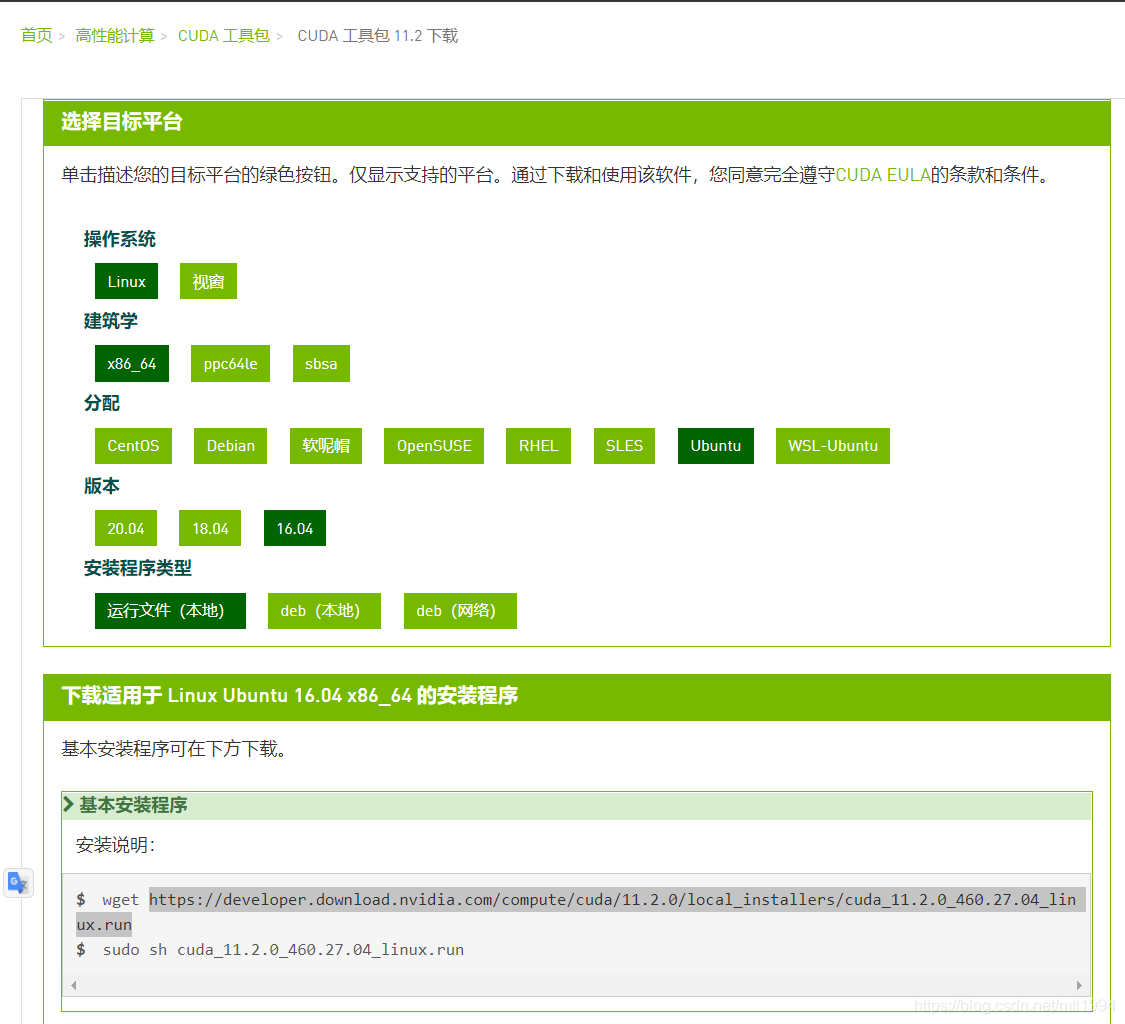 首页 > 高性能计算 > CUDA 工具包 > CUDA 工具包 11.2 下载
选择目标平台
单击描述您的目标平台的绿色按钮。仅显示支持的平台。通过下载和使用该软件，您同意完全遵守CUDA EULA的条款和条件。
操作系统
Linux 视窗
建筑学
x86_64 ppc64le sbsa
分配
CentOS Debian 软呢帽 OpenSUSE RHEL SLES Ubuntu WSL-Ubuntu
版本
20.04 18.04 16.04
安装程序类型
运行文件（本地） deb（本地） deb（网络）
下载适用于 Linux Ubuntu 16.04 x86_64 的安装程序
基本安装程序可在下方下载。
基本安装程序
安装说明：
$ wget https://developer.download.nvidia.com/compute/cuda/11.2.0/local_installers/cuda_11.2.0_460.27.04_lin
ux.run
$ sudo sh cuda_11.2.0_460.27.04_linux.run
https://blog.csdn.net/mtl1994